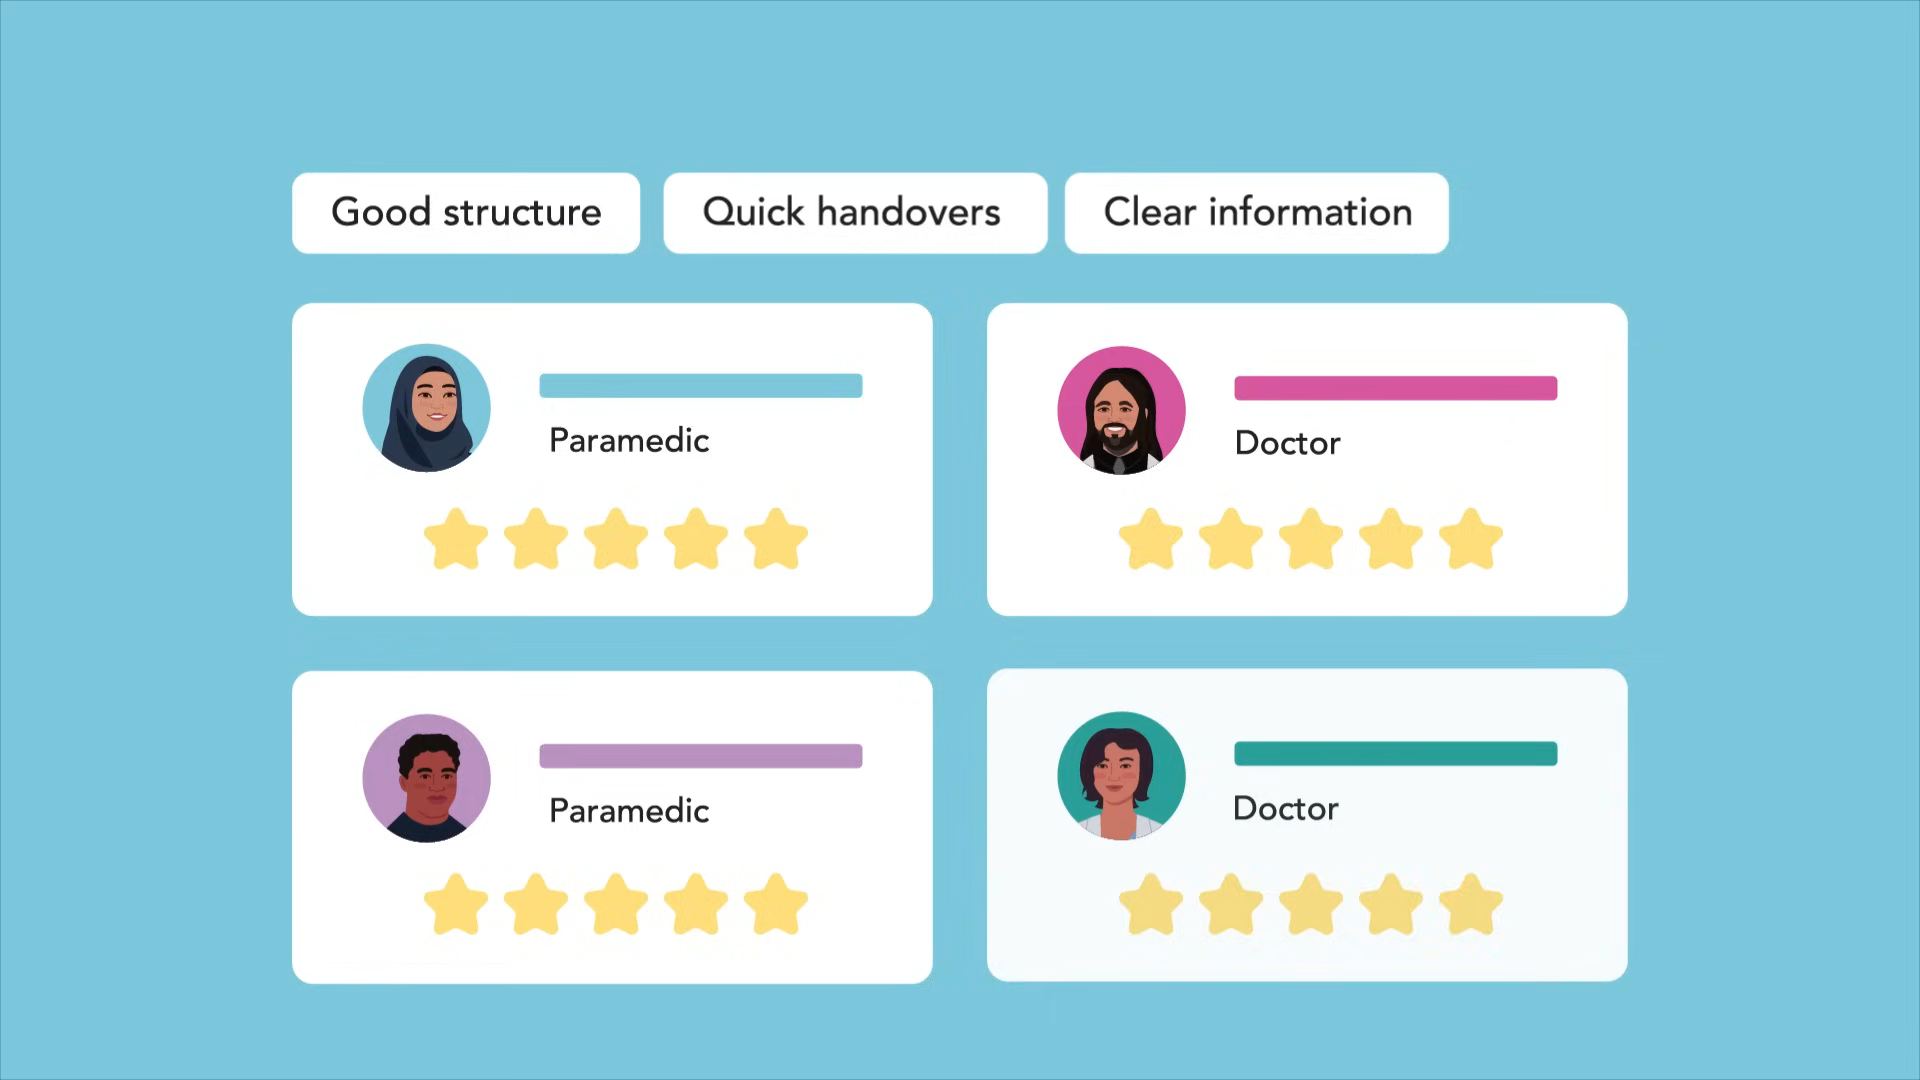 Good structure
Quick handovers
Clear information
Paramedic
Doctor
Paramedic
Doctor